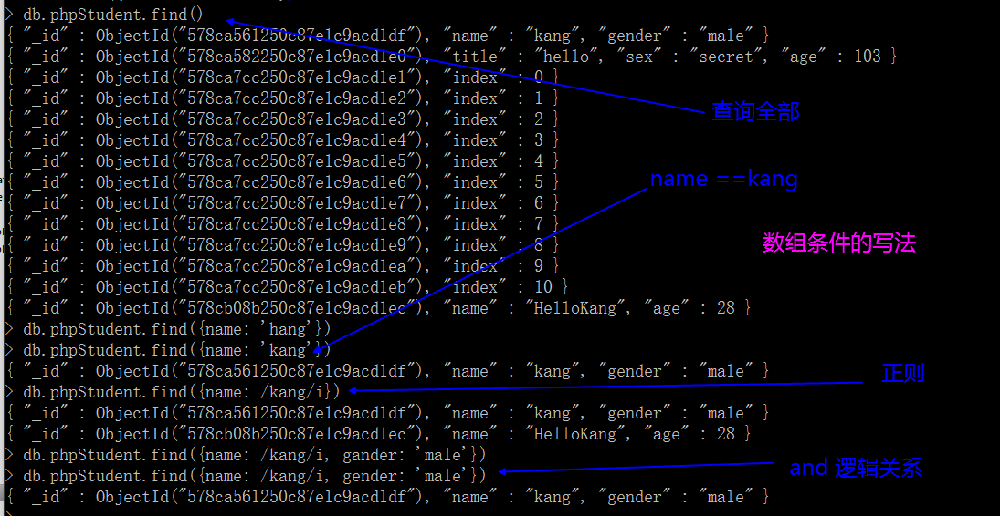 > db.phpStudent.find()
{ "_id" : ObjectId("578ca561250c87e1c9acd1df"), "name" : "kang", "gender" : "male" }
{ "_id" : ObjectId("578ca582250c87e1c9acd1e0"), "title" : "hello", "sex" : "secret", "age" : 103 }
{ "_id" : ObjectId("578ca7cc250c87e1c9acd1e1"), "index" : 0 }
{ "_id" : ObjectId("578ca7cc250c87e1c9acd1e2"), "index" : 1 }
查询全部
{ "_id" : ObjectId("578ca7cc250c87e1c9acd1e3"), "index" : 2 }
{ "_id" : ObjectId("578ca7cc250c87e1c9acd1e4"), "index" : 3 }
{ "_id" : ObjectId("578ca7cc250c87e1c9acd1e5"), "index" : 4 }
{ "_id" : ObjectId("578ca7cc250c87e1c9acd1e6"), "index" : 5 }
name ==kang
{ "_id" : ObjectId("578ca7cc250c87e1c9acd1e7"), "index" : 6 }
{ "_id" : ObjectId("578ca7cc250c87e1c9acd1e8"), "index" : 7 }
{ "_id" : ObjectId("578ca7cc250c87e1c9acd1e9"), "index" : 8 }
数组条件的写法
{ "_id" : ObjectId("578ca7cc250c87e1c9acd1ea"), "index" : 9 }
{ "_id" : ObjectId("578ca7cc250c87e1c9acd1eb"), "index" : 10 }
{ "_id" : ObjectId("578cb08b250c87e1c9acd1ec"), "name" : "HelloKang", "age" : 28 }
> db.phpStudent.find({name: 'hang'})
> db.phpStudent.find({name: 'kang'})
{ "_id" : ObjectId("578ca561250c87e1c9acd1df"), "name" : "kang", "gender" : "male" }
正则
> db.phpStudent.find({name: /kang/i})
{ "_id" : ObjectId("578ca561250c87e1c9acd1df"), "name" : "kang", "gender" : "male" }
{ "_id" : ObjectId("578cb08b250c87e1c9acd1ec"), "name" : "HelloKang", "age" : 28 }
> db.phpStudent.find({name: /kang/i, gander: 'male'})
> db.phpStudent.find({name: /kang/i, gender: 'male'})
and 逻辑关系
{ "_id" : ObjectId("578ca561250c87e1c9acd1df"), "name" : "kang", "gender" : "male" }